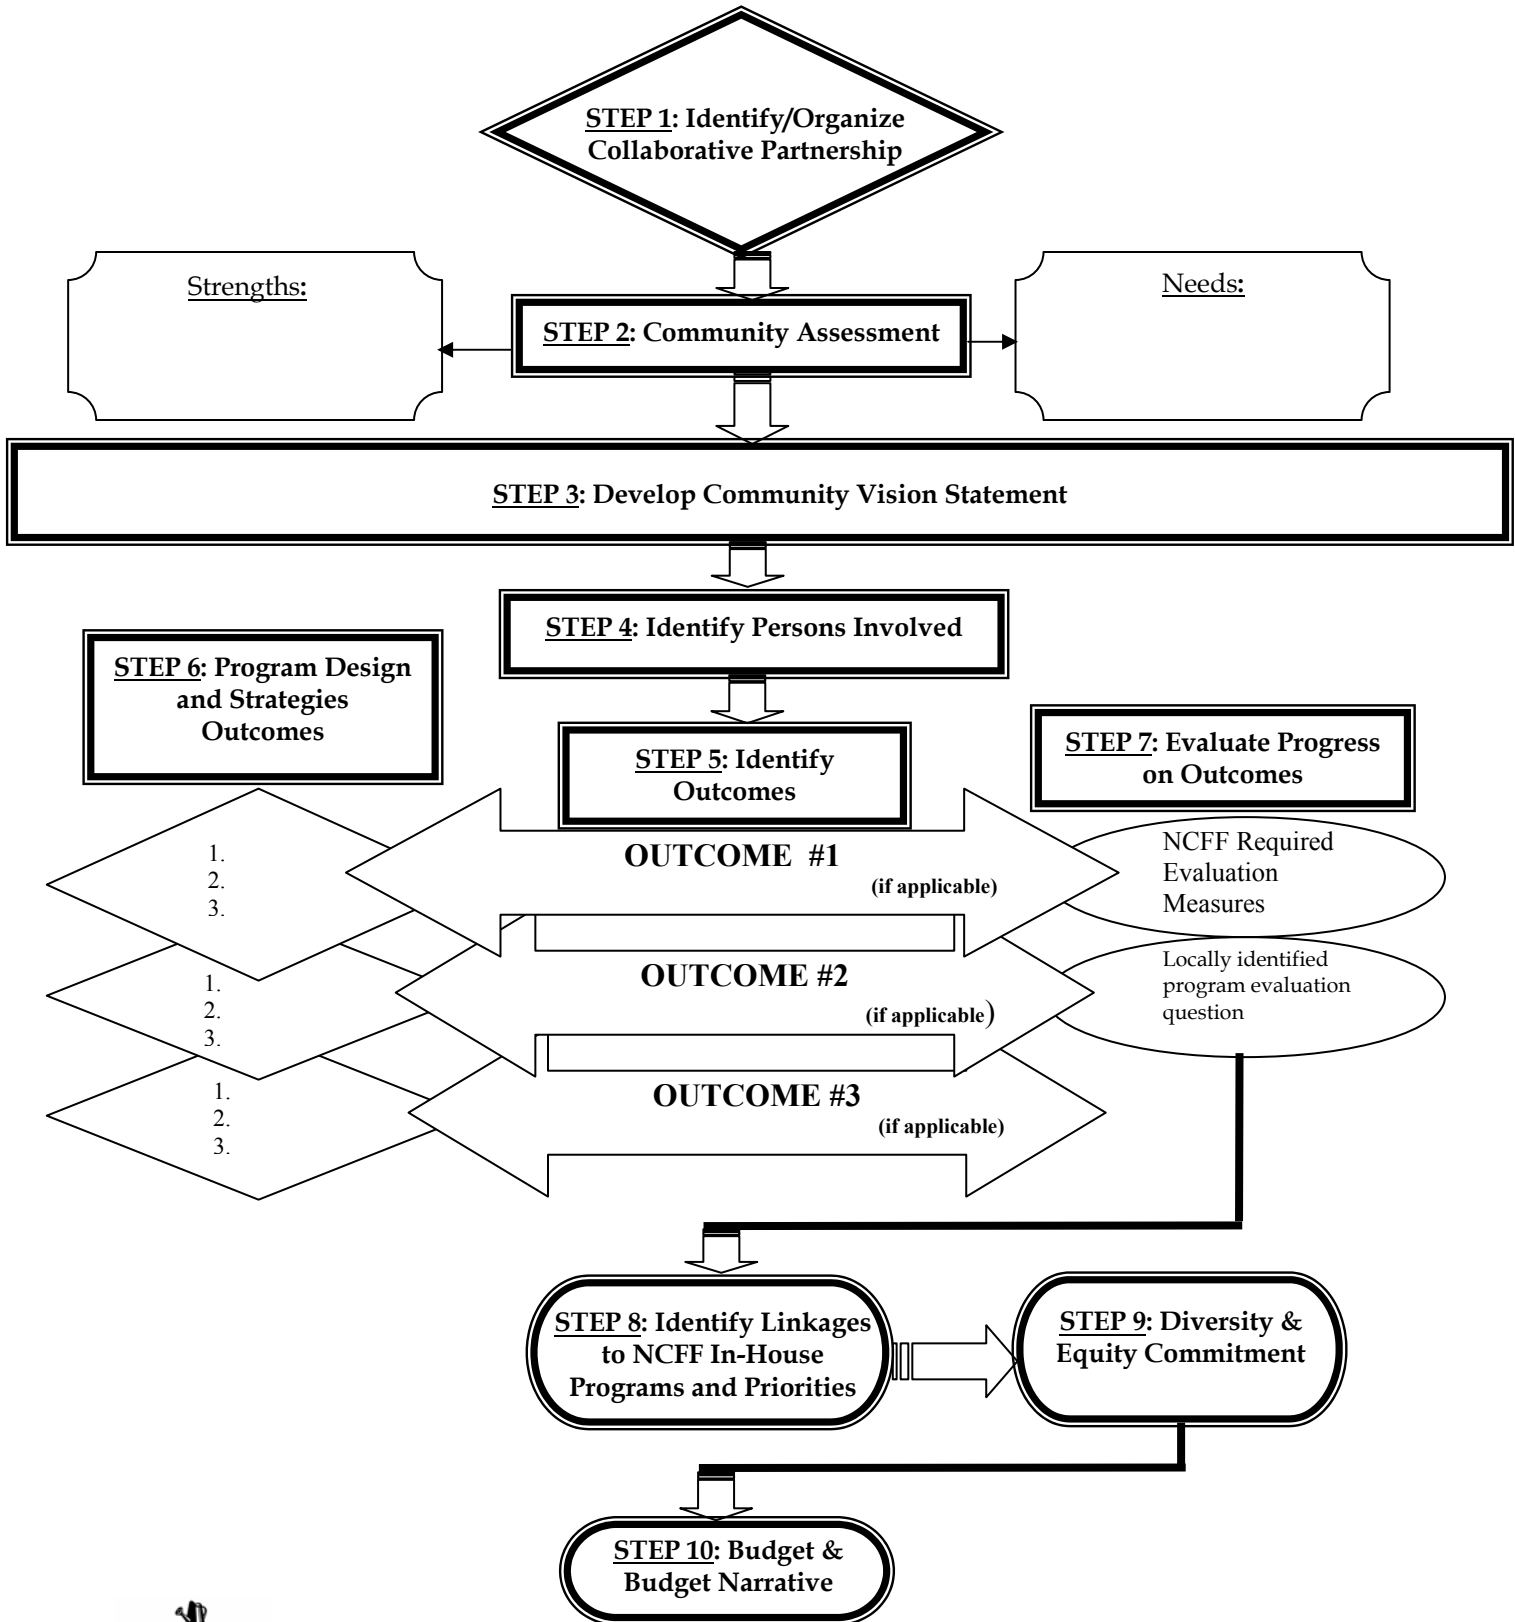 STEP 1: Identify/Organize
Collaborative Partnership
Strengths:
Needs:
STEP 2: Community Assessment
STEP 3: Develop Community Vision Statement
STEP 4: Identify Persons Involved
STEP 6: Program Design
and Strategies
Outcomes
STEP 5: Identify
Outcomes
STEP 7: Evaluate Progress
on Outcomes
1.
2.
3.
OUTCOME #1
(if applicable)
NCFF Required
Evaluation
Measures
1.
2.
3.
OUTCOME #2
(if applicable)
Locally identified
program evaluation
question
1.
2.
3.
OUTCOME #3
(if applicable)
STEP 8: Identify Linkages
to NCFF In-House
Programs and Priorities
STEP 9: Diversity &
Equity Commitment
STEP 10: Budget &
Budget Narrative